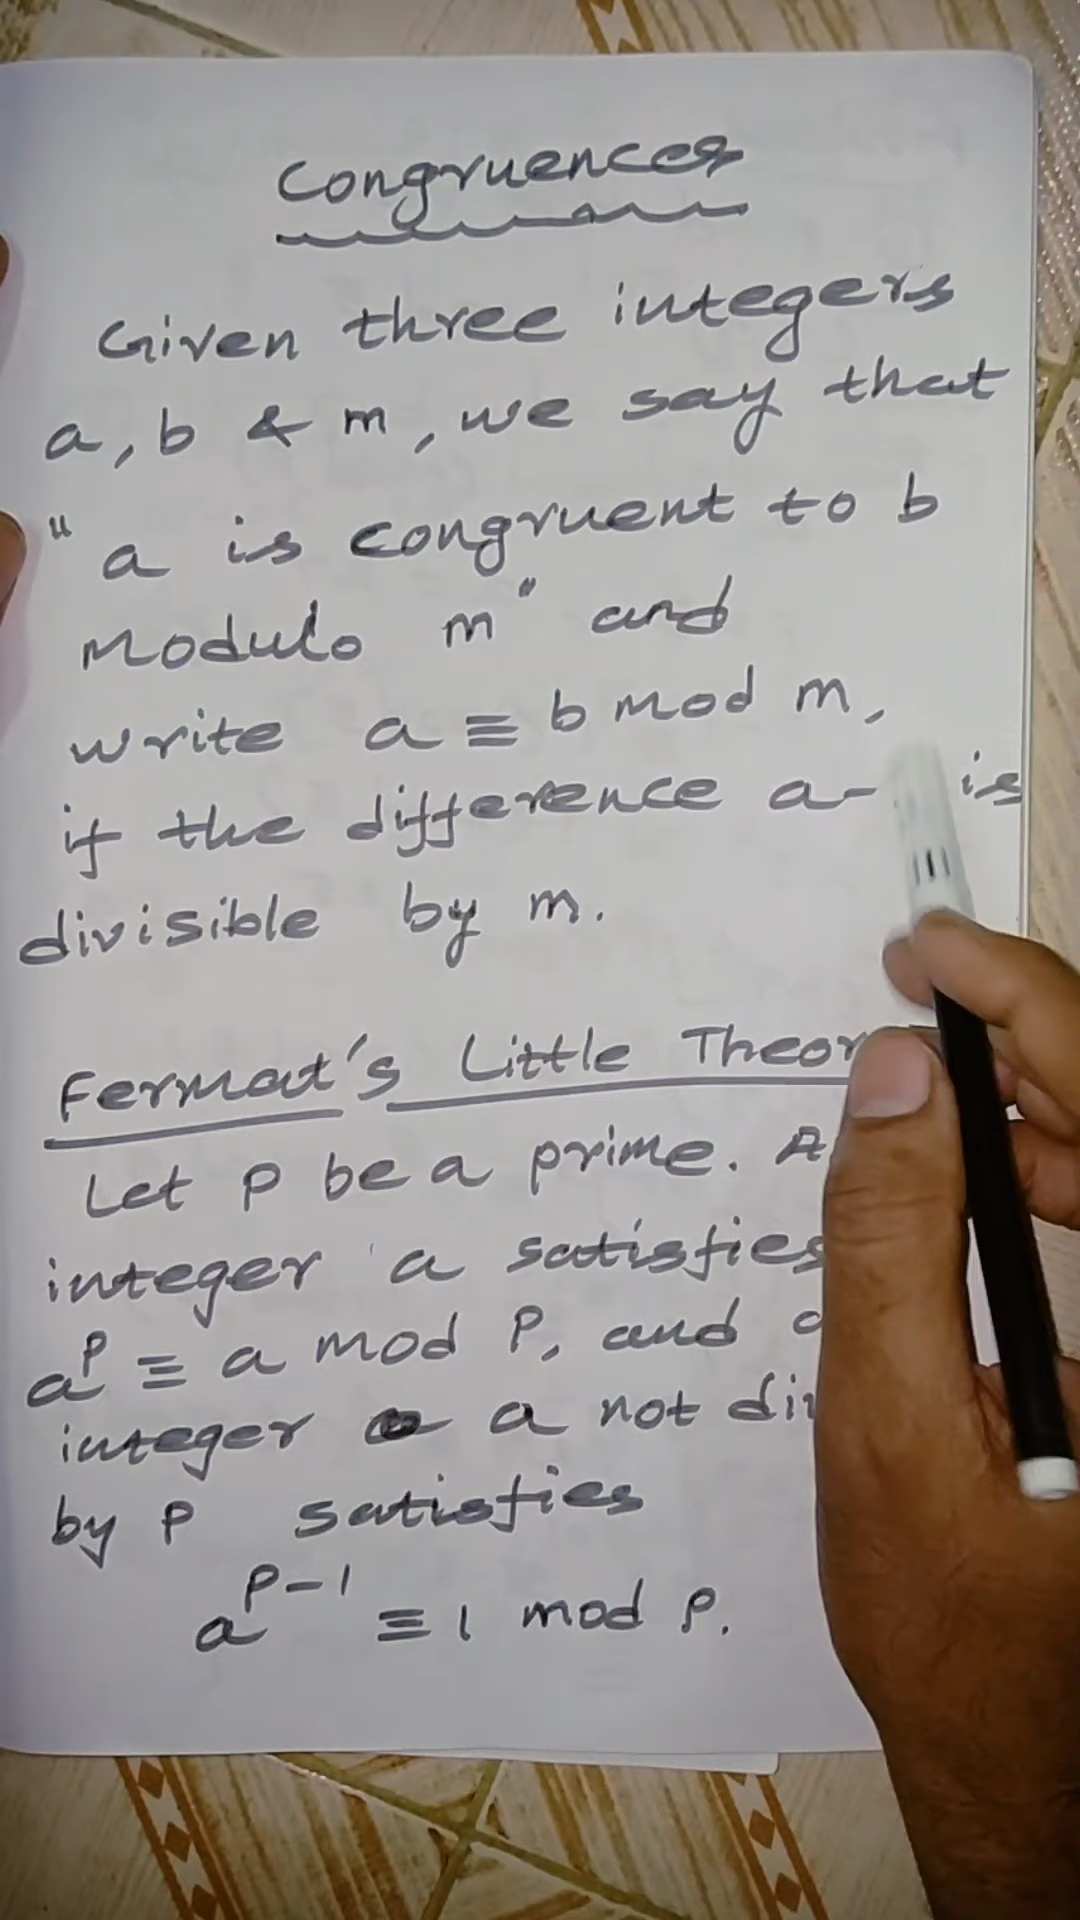 Congruences
Given three integers
a, b & m, we say that
"a is congruent to b
modulo m" and
write a ≡ b mod m,
if the difference a- is
divisible by m.
Fermat's Little Theor
Let P be a prime. A
integer a satisfies
a^P ≡ a mod P, and a
integer a not di
by P satisfies
a^P-1 ≡ 1 mod P.